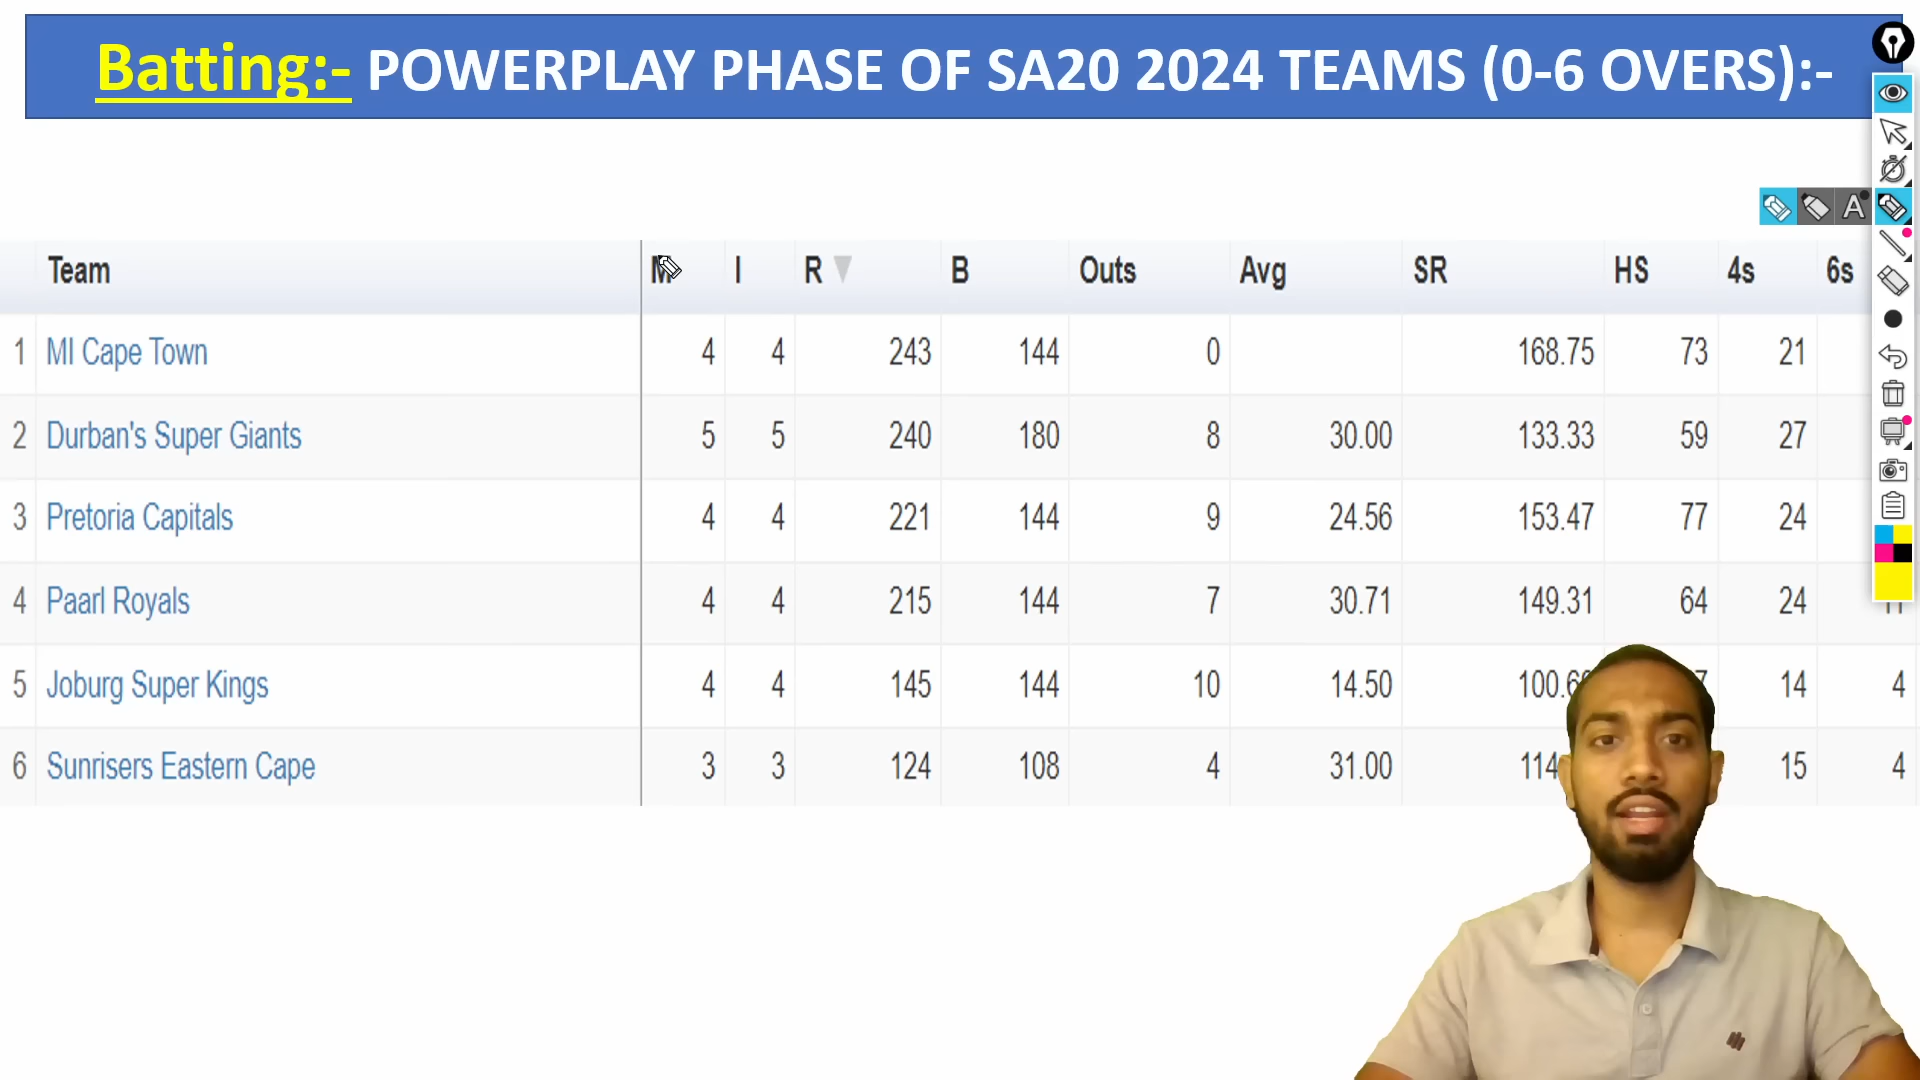 Batting:- POWERPLAY PHASE OF SA20 2024 TEAMS (0-6 OVERS):-
A
Team M I R B Outs Avg SR HS 4s 6s
1 MI Cape Town 4 4 243 144 0 168.75 73 21
2 Durban's Super Giants 5 5 240 180 8 30.00 133.33 59 27
3 Pretoria Capitals 4 4 221 144 9 24.56 153.47 77 24
4 Paarl Royals 4 4 215 144 7 30.71 149.31 64 24
5 Joburg Super Kings 4 4 145 144 10 14.50 14 4
6 Sunrisers Eastern Cape 3 3 124 108 4 31.00 15 4